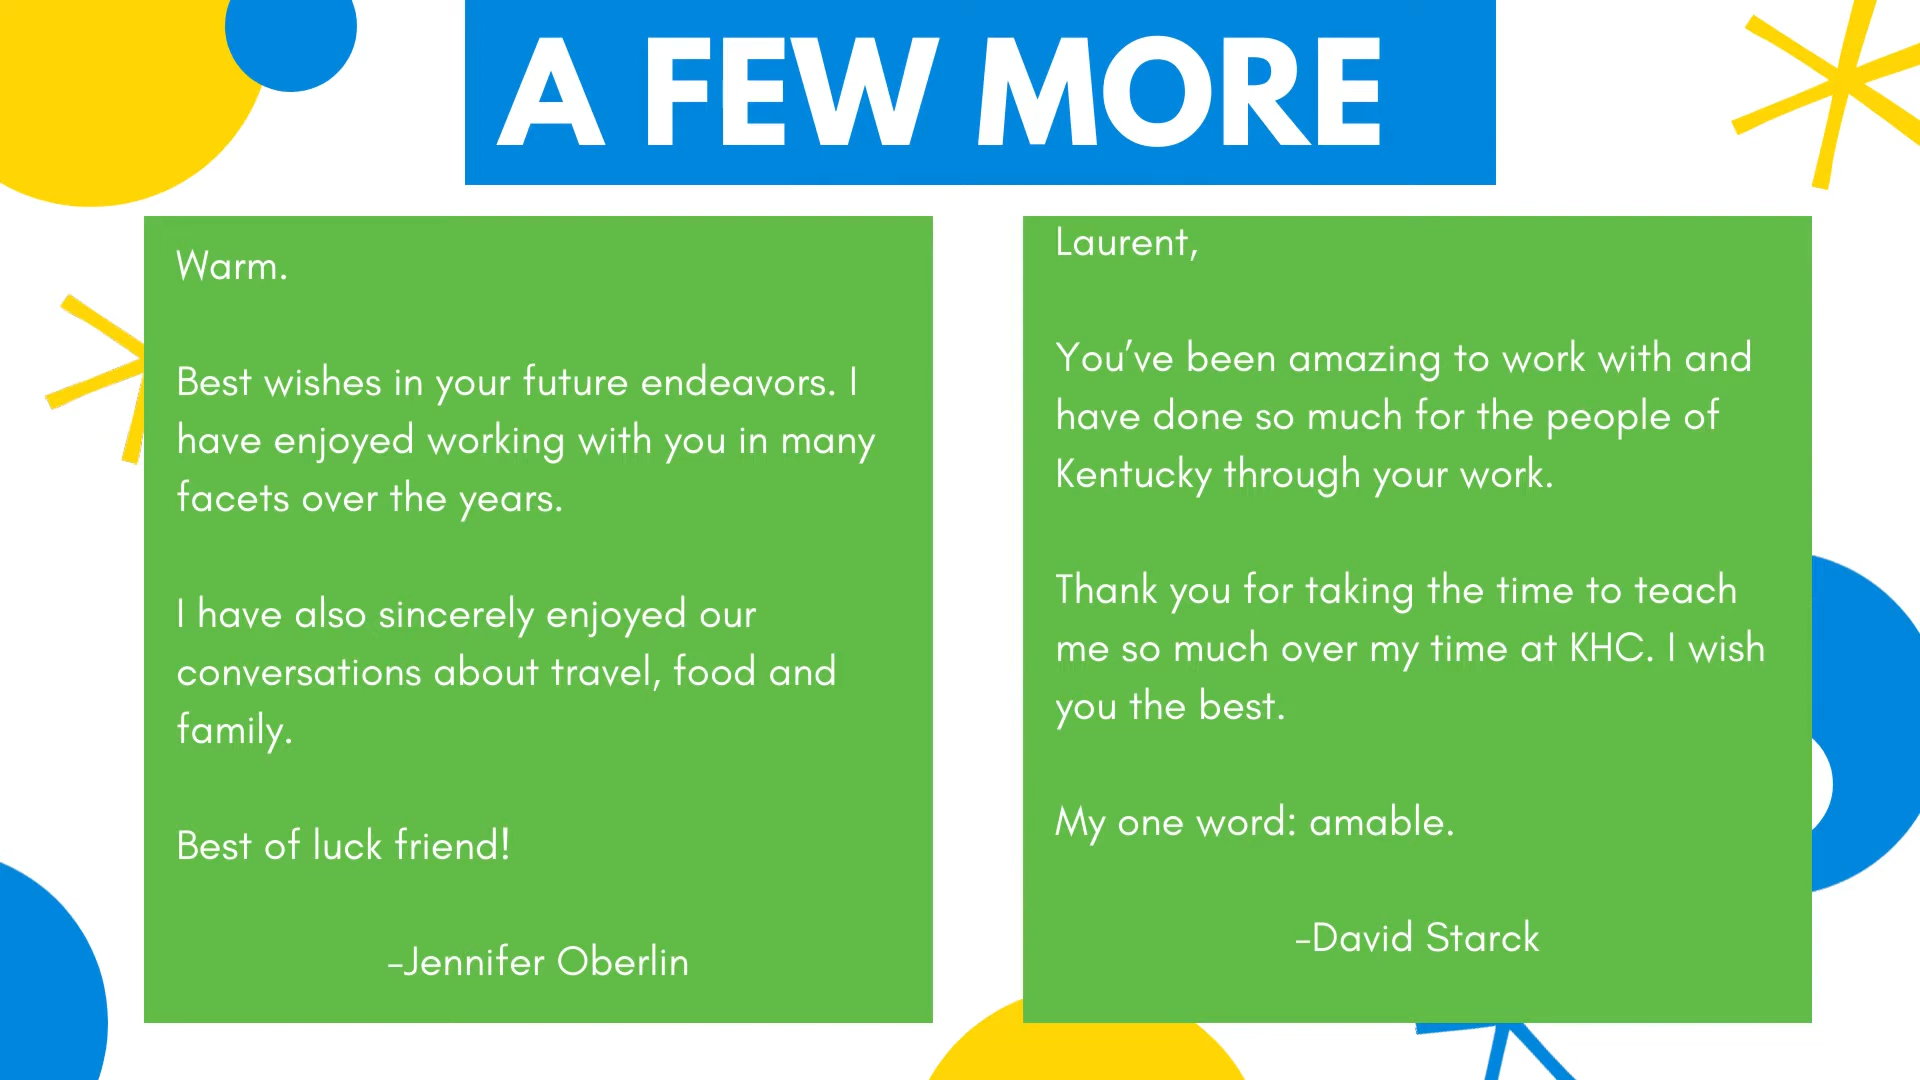 A FEW MORE
Warm.
Best wishes in your future endeavors. I
have enjoyed working with you in many
facets over the years.
I have also sincerely enjoyed our
conversations about travel, food and
family.
Best of luck friend!
-Jennifer Oberlin
Laurent,
You’ve been amazing to work with and
have done so much for the people of
Kentucky through your work.
Thank you for taking the time to teach
me so much over my time at KHC. I wish
you the best.
My one word: amable.
-David Starck